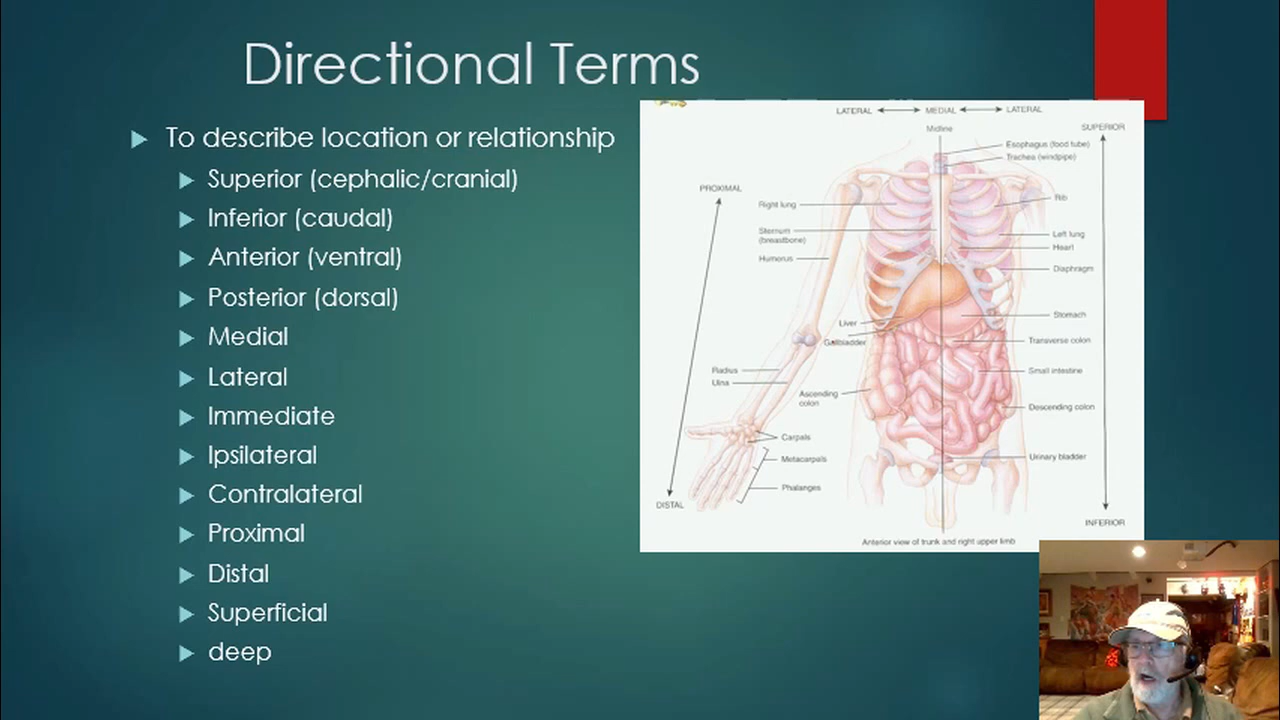 Directional Terms
To describe location or relationship
Superior (cephalic/cranial)
Inferior (caudal)
Anterior (ventral)
Posterior (dorsal)
Medial
Lateral
Immediate
Ipsilateral
Contralateral
Proximal
Distal
Superficial
deep
LATERAL MEDIAL LATERAL
Midline
SUPERIOR
Esophagus (food tube)
Trachea (windpipe)
PROXIMAL
Right lung
Rib
Sternum
(breastbone)
Left lung
Heart
Humerus
Diaphragm
Liver
Stomach
Gallbladder
Transverse colon
Radius
Small intestine
Ulna
Ascending
colon
Descending colon
Carpals
Metacarpals
Urinary bladder
Phalanges
DISTAL
INFERIOR
Anterior view of trunk and right upper limb